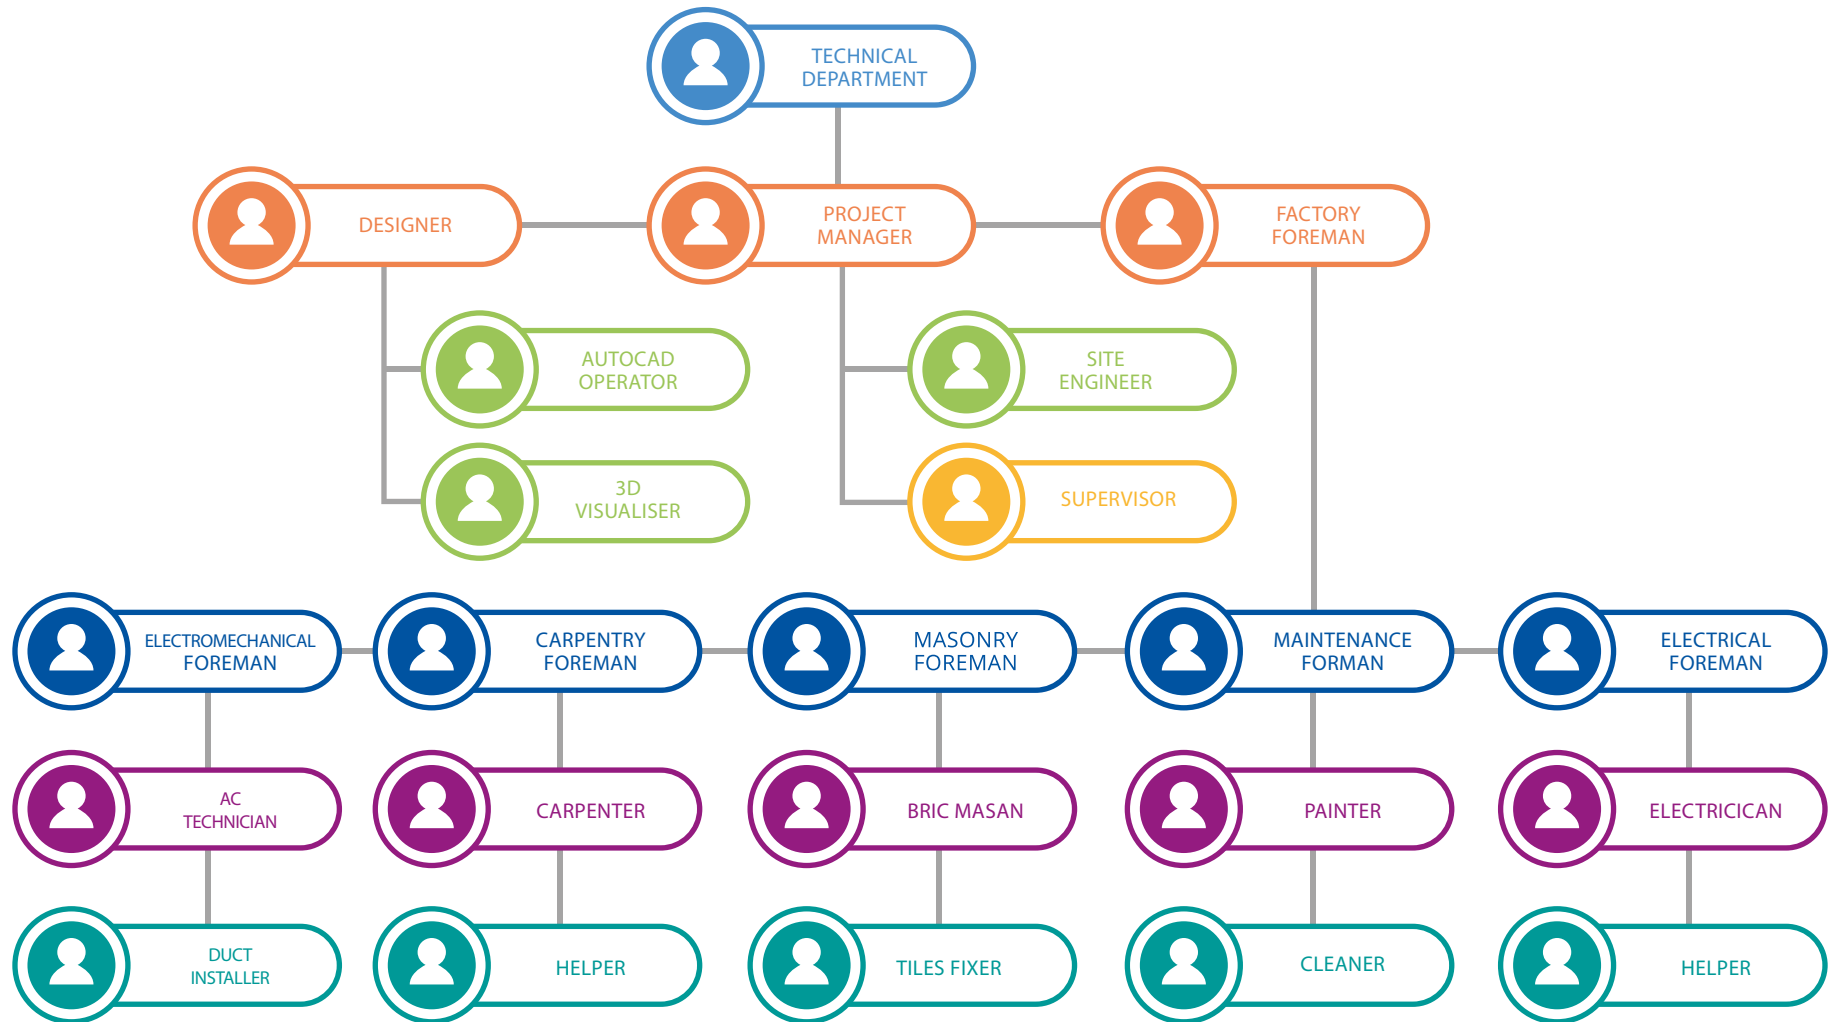 TECHNICAL
DEPARTMENT
DESIGNER
PROJECT
MANAGER
FACTORY
FOREMAN
AUTOCAD
OPERATOR
SITE
ENGINEER
3D
VISUALISER
SUPERVISOR
ELECTROMECHANICAL
FOREMAN
CARPENTRY
FOREMAN
MASONRY
FOREMAN
MAINTENANCE
FORMAN
ELECTRICAL
FOREMAN
AC
TECHNICIAN
CARPENTER
BRIC MASAN
PAINTER
ELECTRICICAN
DUCT
INSTALLER
HELPER
TILES FIXER
CLEANER
HELPER